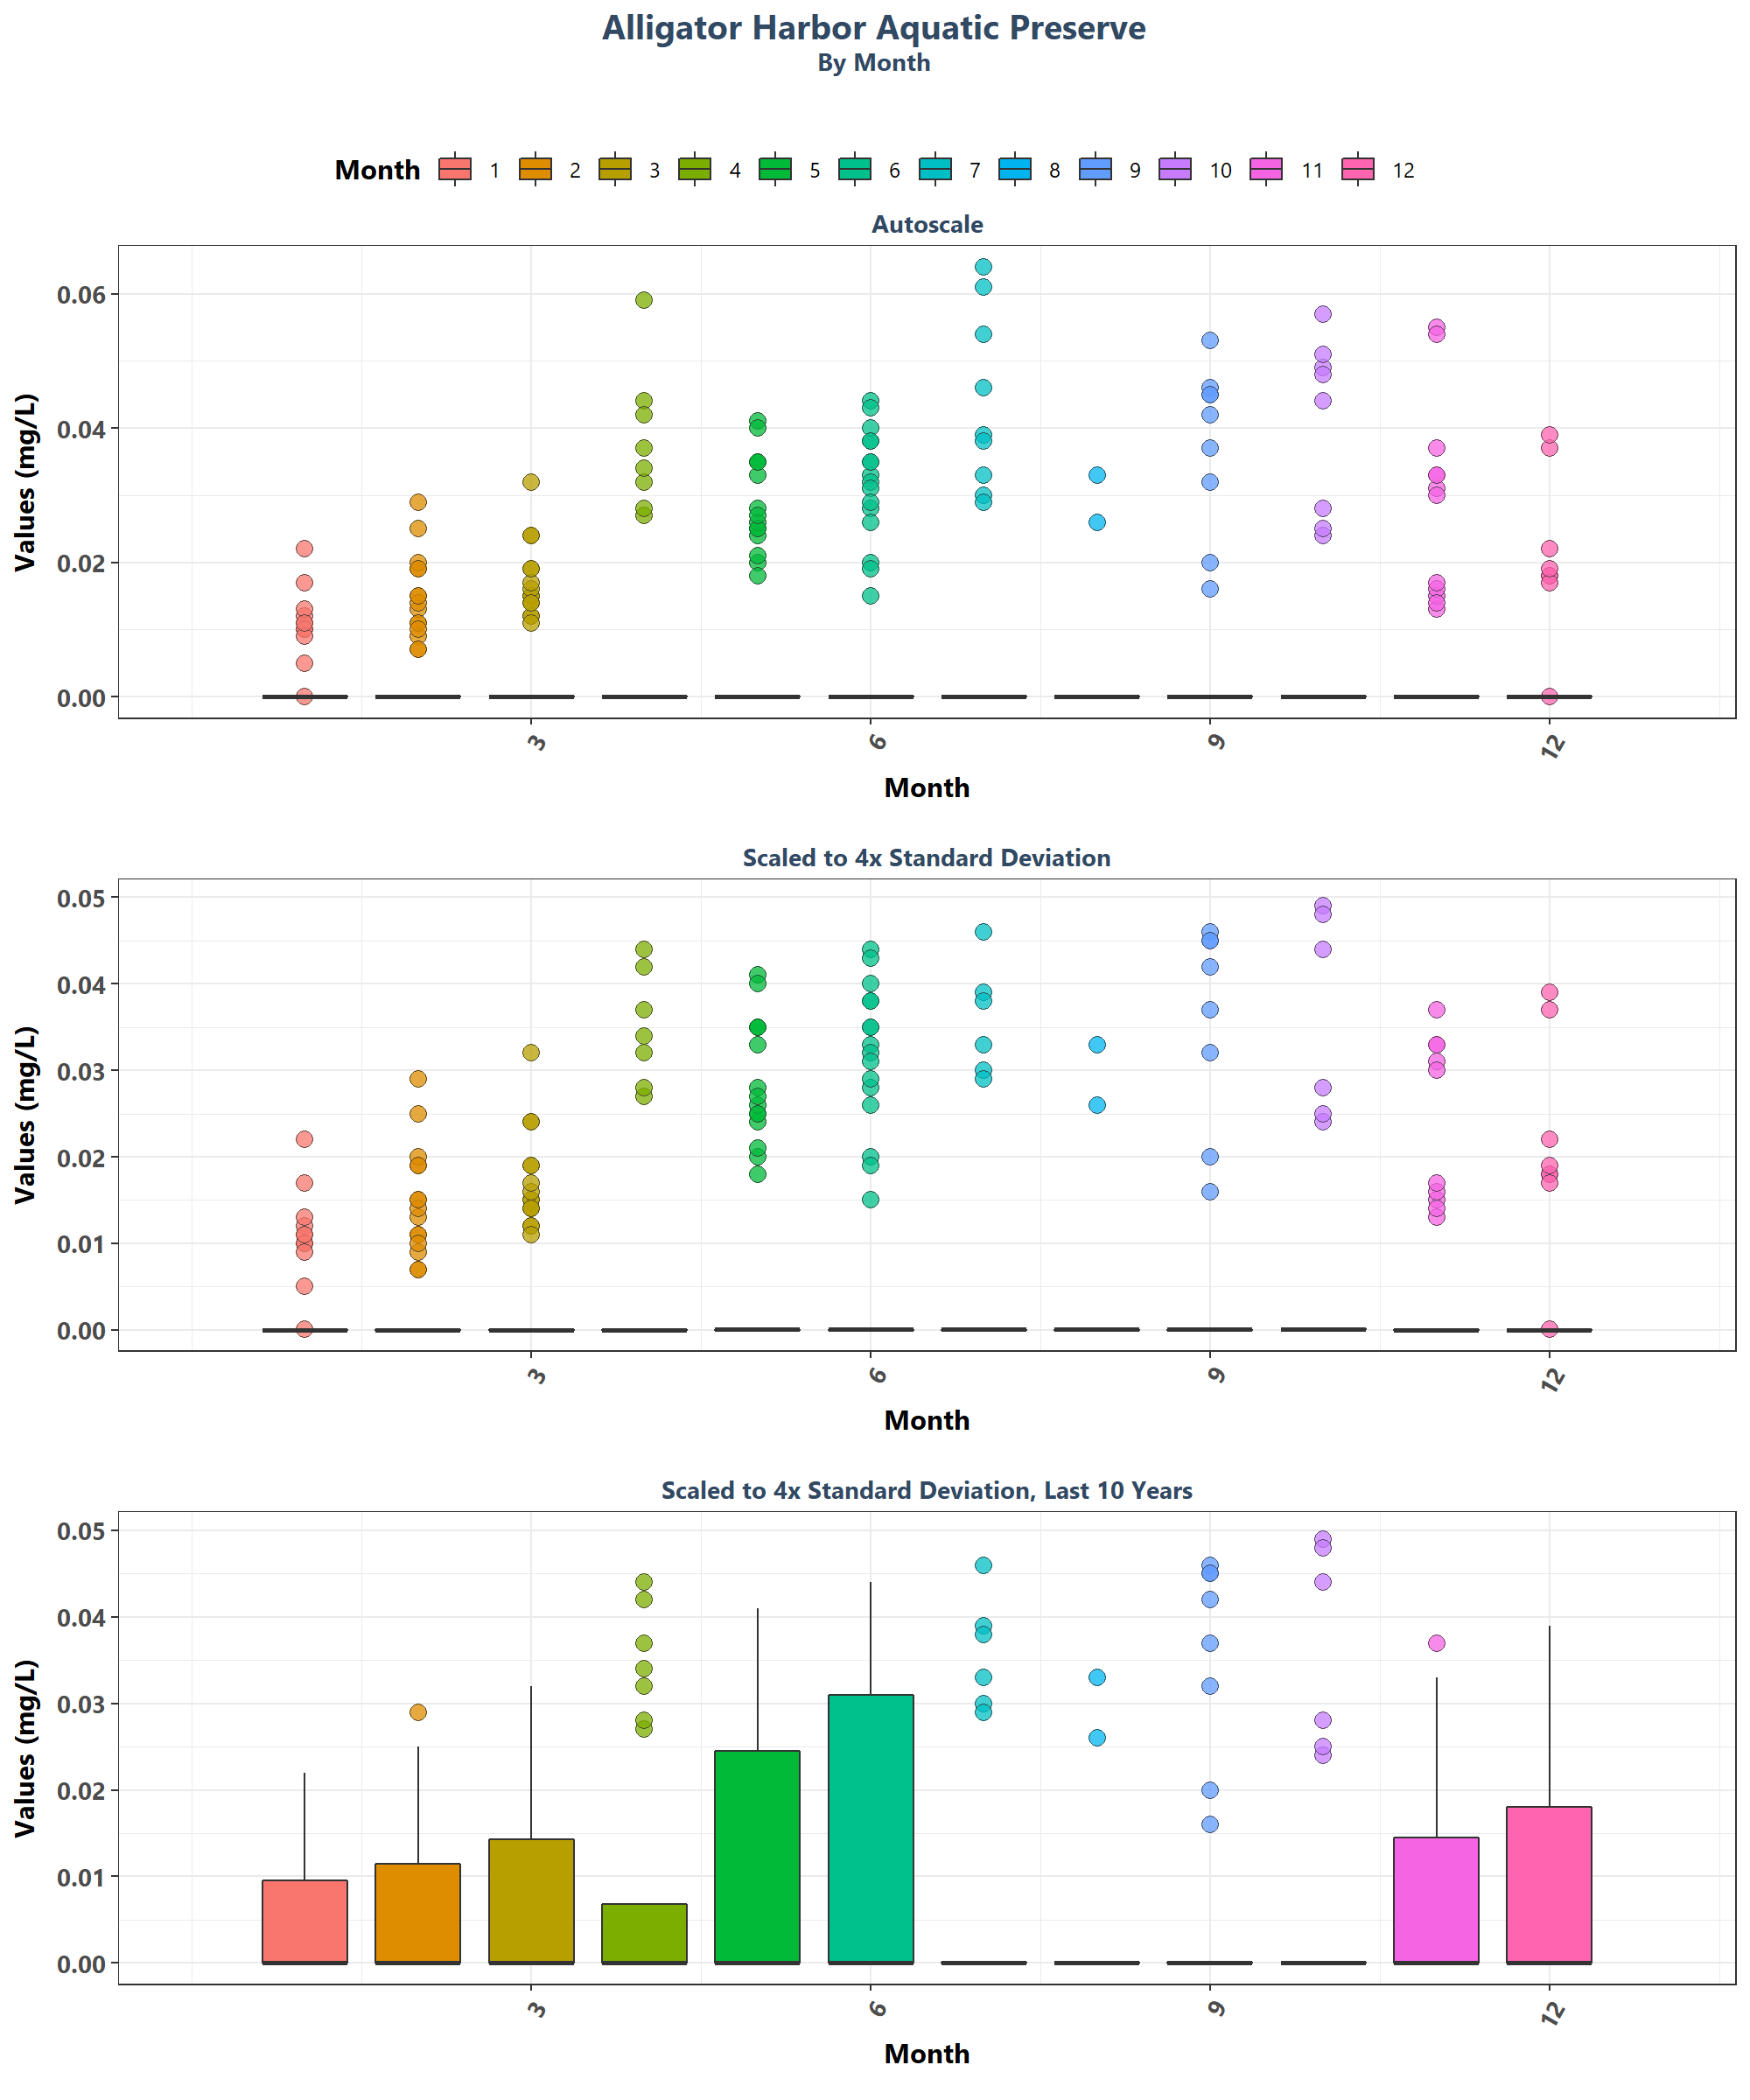 Alligator Harbor Aquatic Preserve
By Month
Month 1 2 3 4 5 6 7 8 9 10 11 12
Autoscale
Values (mg/L)
0.06
0.04
0.02
0.00
3 6 9 12
Month
Scaled to 4x Standard Deviation
Values (mg/L)
0.05
0.04
0.03
0.02
0.01
0.00
3 6 9 12
Month
Scaled to 4x Standard Deviation, Last 10 Years
Values (mg/L)
0.05
0.04
0.03
0.02
0.01
0.00
3 6 9 12
Month